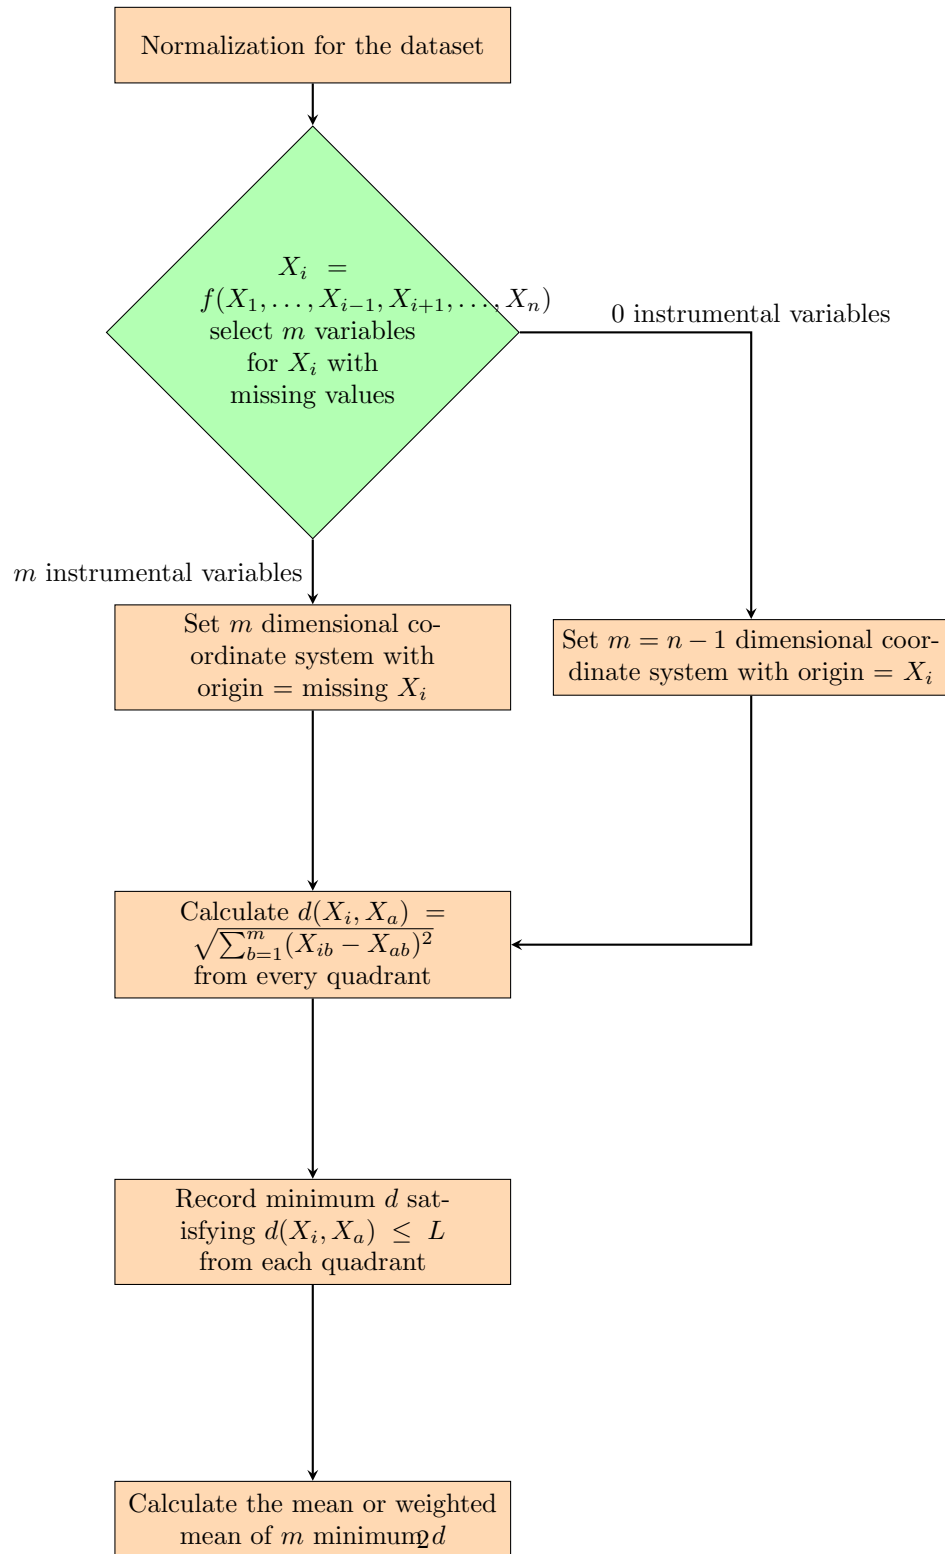 Normalization for the dataset
X_i =
f(X_1, . . . , X_{i−1}, X_{i+1}, . . . , X_n)
select m variables
for X_i with
missing values
0 instrumental variables
m instrumental variables
Set m dimensional co-
ordinate system with
origin = missing X_i
Set m = n − 1 dimensional coor-
dinate system with origin = X_i
Calculate d(X_i, X_a) =
√∑_{b=1}^{m}(X_{ib} − X_{ab})^2
from every quadrant
Record minimum d sat-
isfying d(X_i, X_a) ≤ L
from each quadrant
Calculate the mean or weighted
mean of m minimum d
2